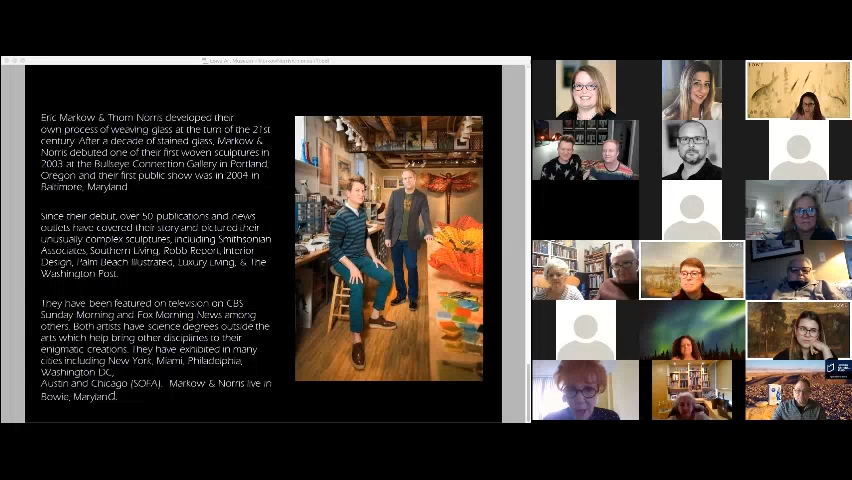 Eric Markow & Thom Norris developed their
own process of weaving glass at the turn of the 21st
century. After a decade of stained glass, Markow &
Norris debuted one of their first woven sculptures in
2003 at the Bullseye Connection Gallery in Portland,
Oregon and their first public show was in 2004 in
Baltimore, Maryland
Since their debut, over 50 publications and news
outlets have covered their story and pictured their
unusually complex sculptures, including Smithsonian
Associates, Southern Living, Robb Report, Interior
Design, Palm Beach Illustrated, Luxury Living, & The
Washington Post.
They have been featured on television on CBS
Sunday Morning and Fox Morning News among
others. Both artists have science degrees outside the
arts which help bring other disciplines to their
enigmatic creations. They have exhibited in many
cities including New York, Miami, Philadelphia,
Washington DC,
Austin and Chicago (SOFA). Markow & Norris live in
Bowie, Maryland.
LOWE
LOWE
LOWE